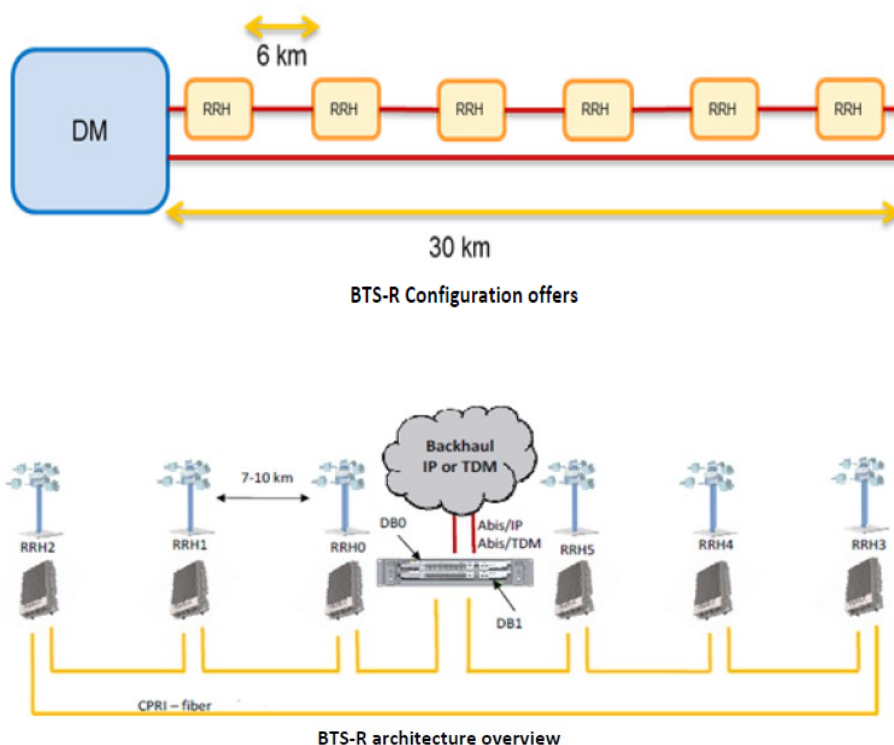 6 km
DM
RRH RRH RRH RRH RRH RRH
30 km
BTS-R Configuration offers
Backhaul
IP or TDM
7-10 km
DB0
Abis/IP
Abis/TDM
RRH2 RRH1 RRH0 RRH5 RRH4 RRH3
DB1
CPRI – fiber
BTS-R architecture overview